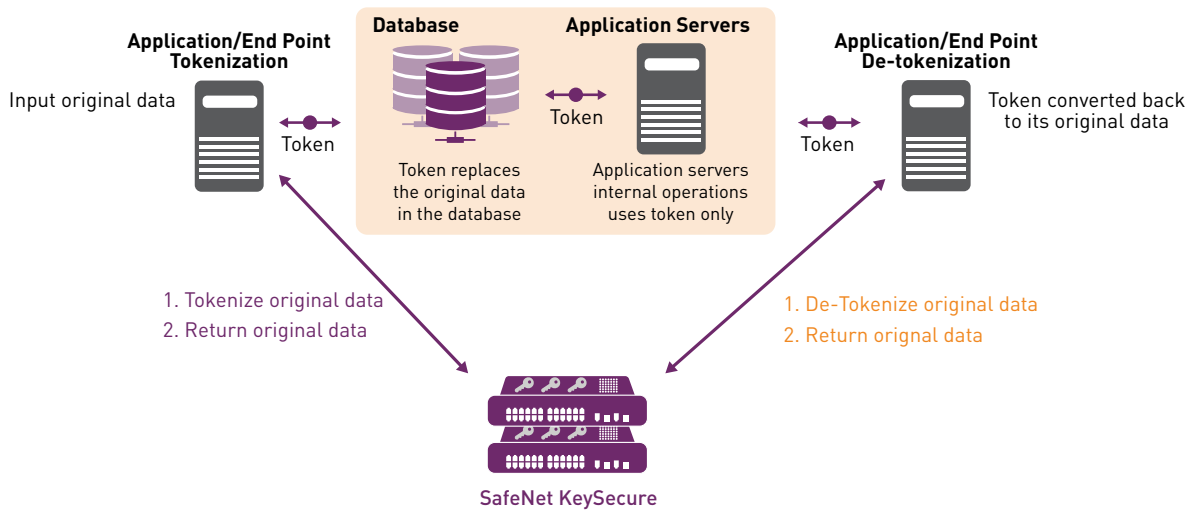 Application/End Point
Tokenization
Input original data
Token
Database
Application Servers
Token
Token replaces
the original data
in the database
Application servers
internal operations
uses token only
Application/End Point
De-tokenization
Token
Token converted back
to its original data
1. Tokenize original data
2. Return original data
1. De-Tokenize original data
2. Return orignal data
SafeNet KeySecure